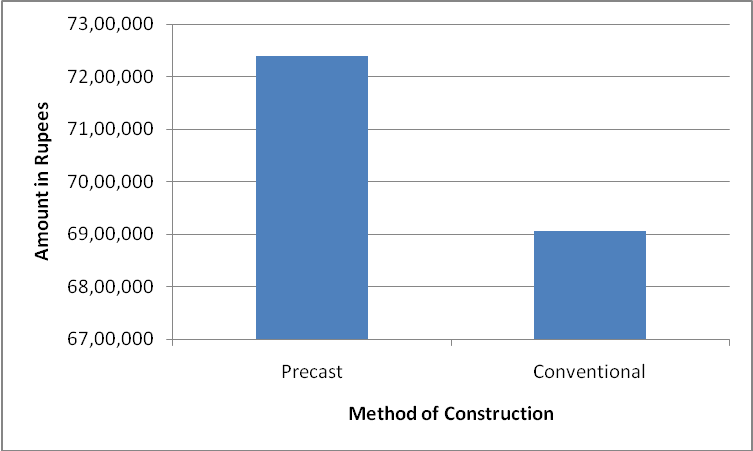 73,00,000
72,00,000
71,00,000
70,00,000
69,00,000
68,00,000
67,00,000
Amount in Rupees
Precast Conventional
Method of Construction